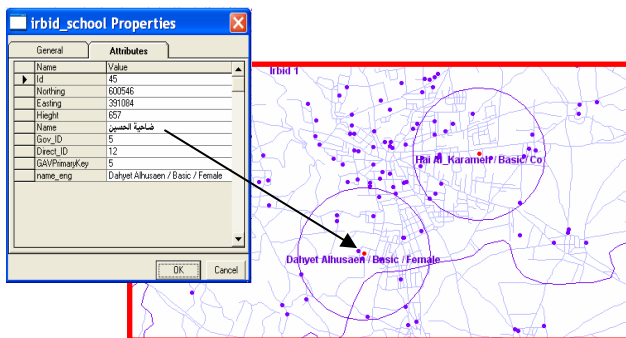 irbid_school Properties
General Attributes
Name Value
Id 45
Northing 600546
Easting 391084
Hieght 657
Name ضاحية الحسين
Gov_ID 5
Direct_ID 12
GAVPrimaryKey 5
name_eng Dahyet Alhusaen / Basic / Female
OK Cancel
Irbid 1
Hai Al_Karameh / Basic / Co
Dahyet Alhusaen / Basic / Female